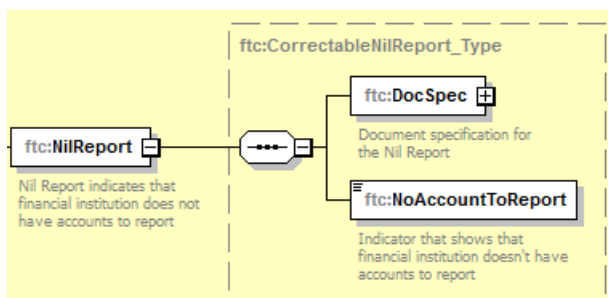 ftc:CorrectableNilReport_Type
ftc:DocSpec
Document specification for
the Nil Report
ftc:NilReport
Nil Report indicates that
financial institution does not
have accounts to report
ftc:NoAccountToReport
Indicator that shows that
financial institution doesn't have
accounts to report